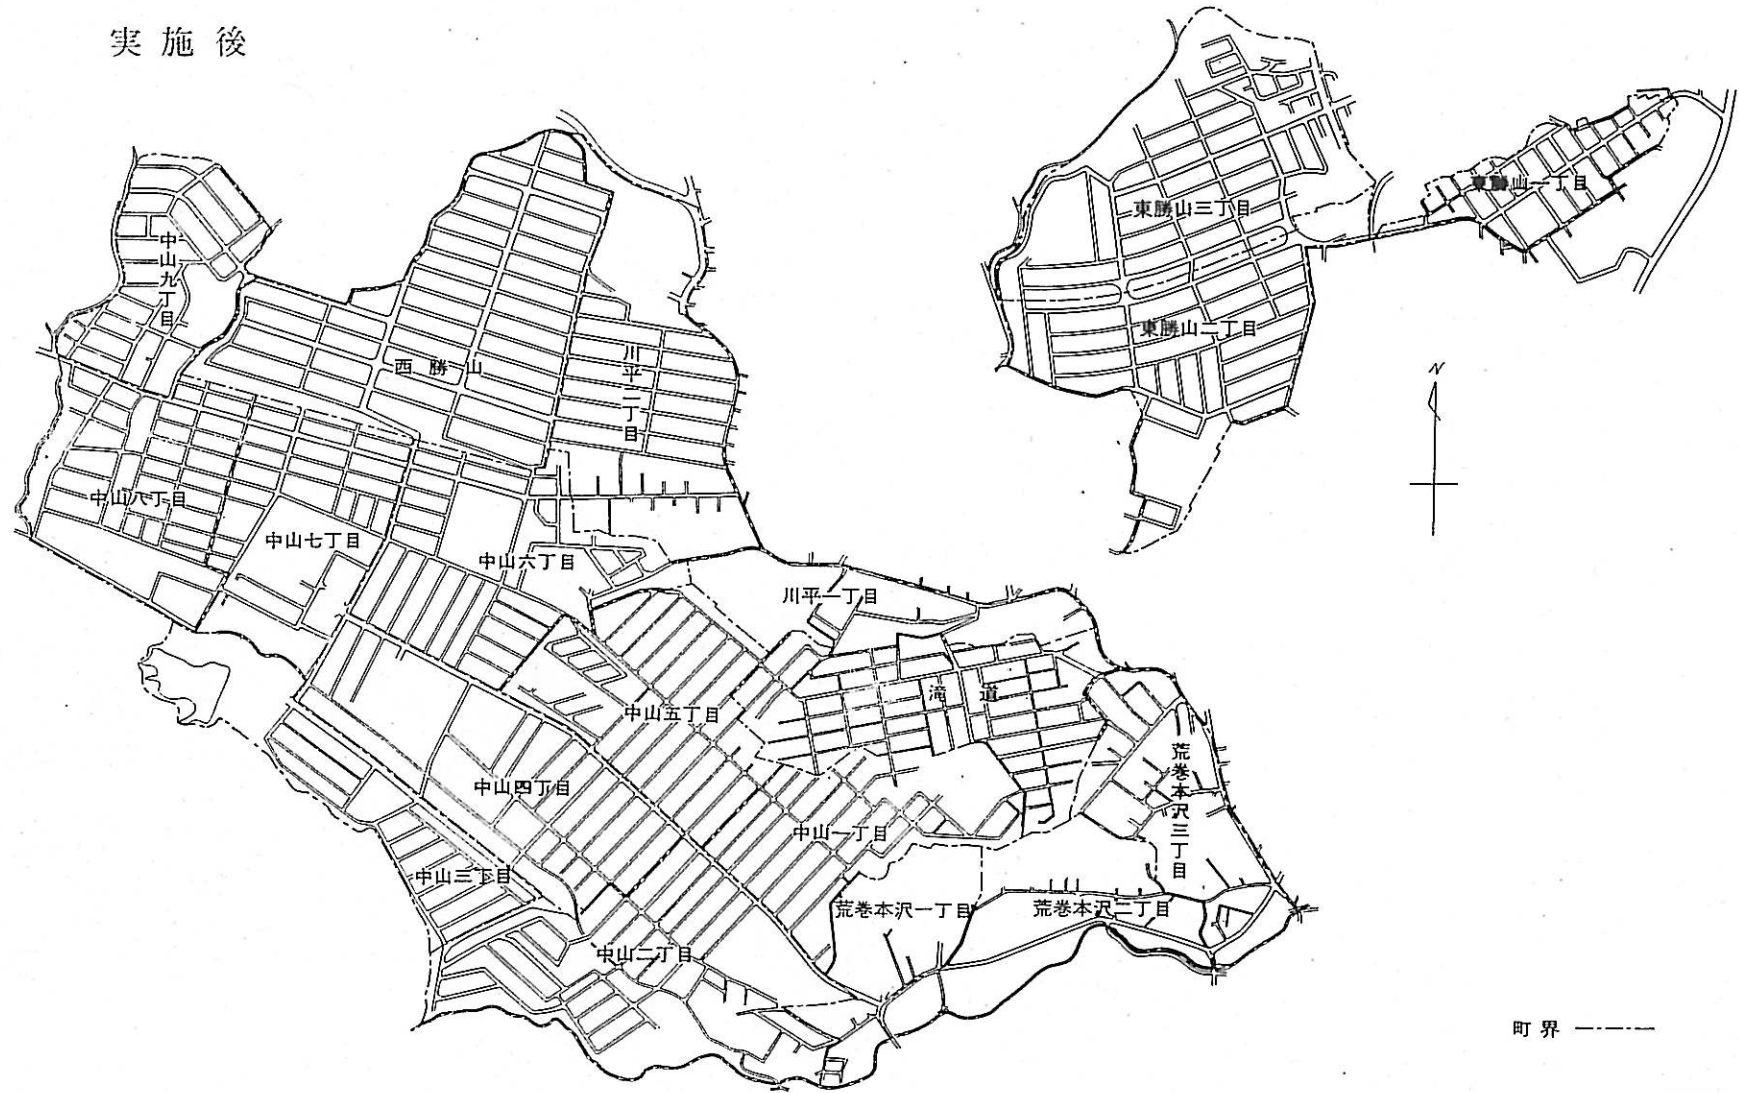 実施後
東勝山一丁目
東勝山三丁目
東勝山二丁目
N
中山九丁目
西勝山
川平二丁目
中山八丁目
中山七丁目
中山六丁目
川平一丁目
滝道
中山五丁目
荒巻本沢三丁目
中山四丁目
中山一丁目
中山三丁目
荒巻本沢一丁目
荒巻本沢二丁目
中山二丁目
町界